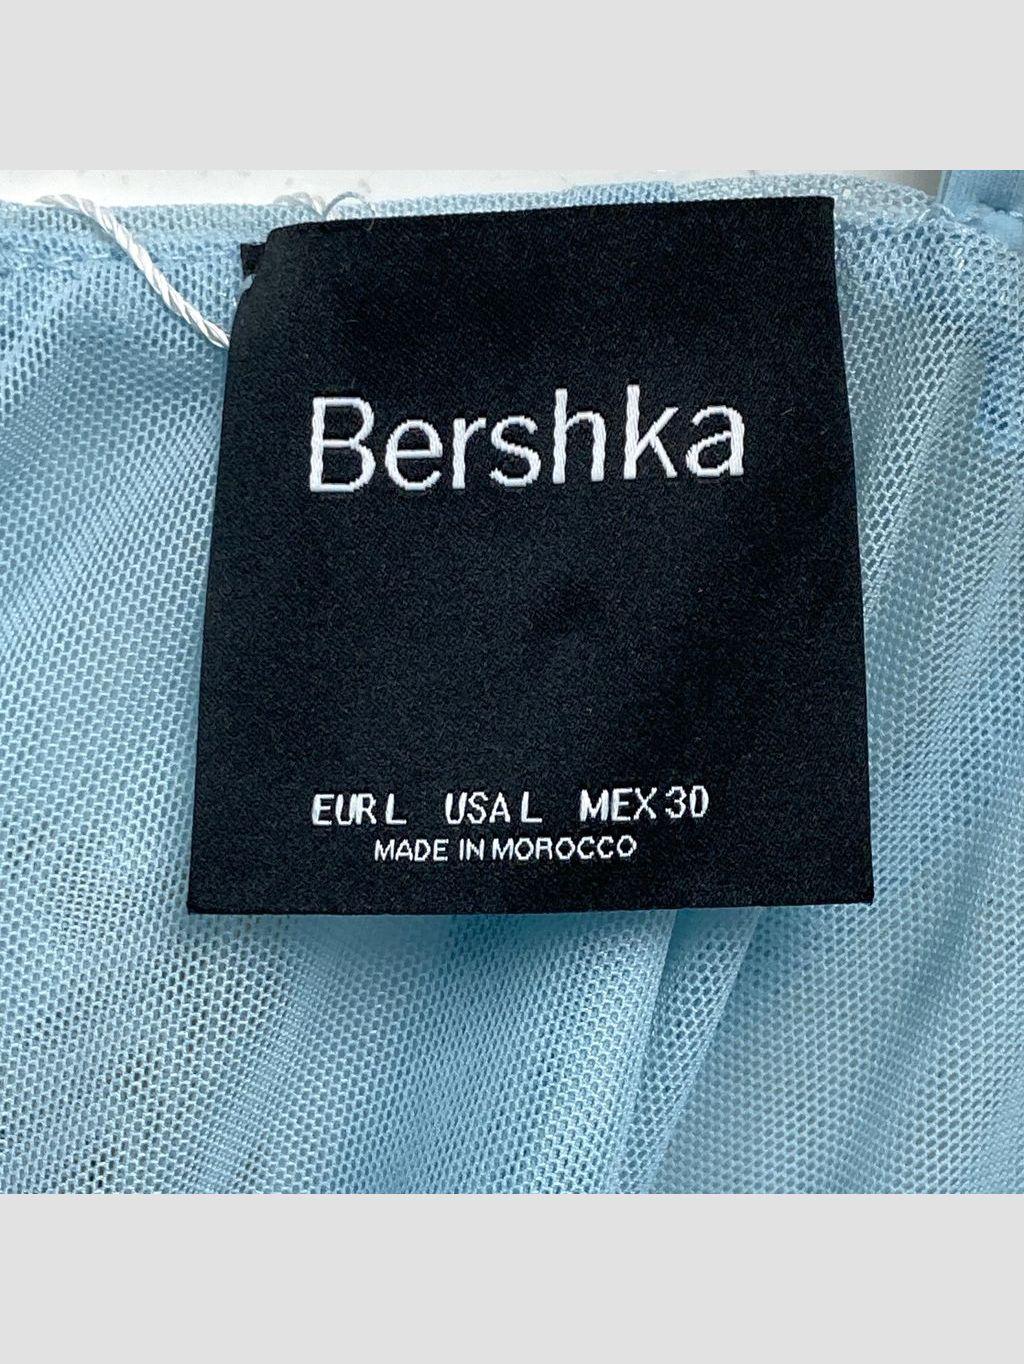 Bershka
EUR L USA L MEX 30
MADE IN MOROCCO